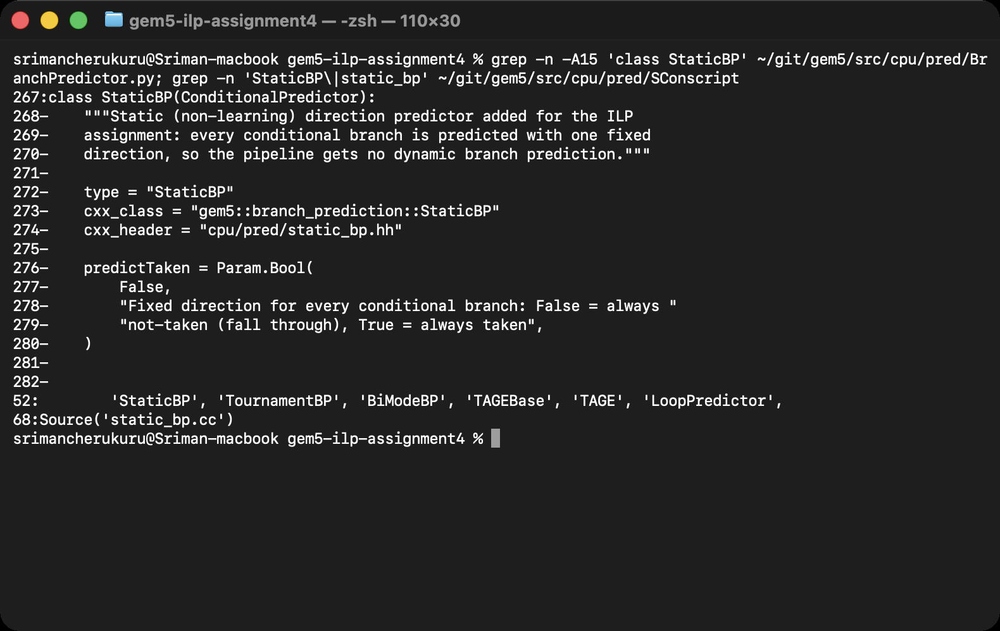 gem5-ilp-assignment4 — -zsh — 110×30
srimancherukuru@Sriman-macbook gem5-ilp-assignment4 % grep -n -A15 'class StaticBP' ~/git/gem5/src/cpu/pred/Br
anchPredictor.py; grep -n 'StaticBP\|static_bp' ~/git/gem5/src/cpu/pred/SConscript
267:class StaticBP(ConditionalPredictor):
268-    """Static (non-learning) direction predictor added for the ILP
269-    assignment: every conditional branch is predicted with one fixed
270-    direction, so the pipeline gets no dynamic branch prediction."""
271-
272-    type = "StaticBP"
273-    cxx_class = "gem5::branch_prediction::StaticBP"
274-    cxx_header = "cpu/pred/static_bp.hh"
275-
276-    predictTaken = Param.Bool(
277-        False,
278-        "Fixed direction for every conditional branch: False = always "
279-        "not-taken (fall through), True = always taken",
280-    )
281-
282-
52:        'StaticBP', 'TournamentBP', 'BiModeBP', 'TAGEBase', 'TAGE', 'LoopPredictor',
68:Source('static_bp.cc')
srimancherukuru@Sriman-macbook gem5-ilp-assignment4 %